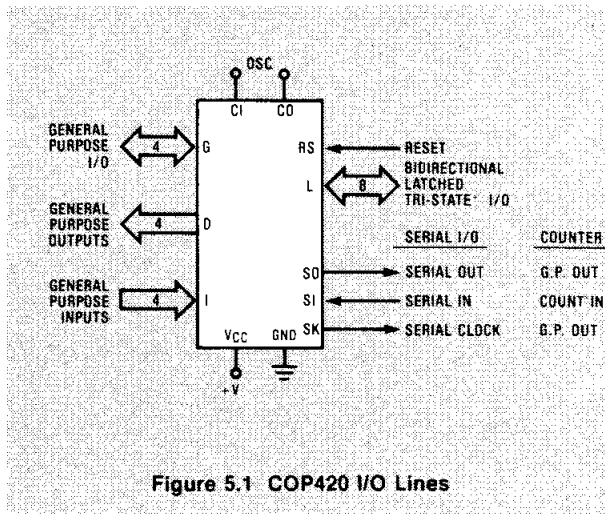 OSC
CI CO
GENERAL
PURPOSE
I/O
4
G
RS
RESET
L
8
BIDIRECTIONAL
LATCHED
TRI-STATE I/O
GENERAL
PURPOSE
OUTPUTS
4
D
SERIAL I/O COUNTER
SO SERIAL OUT G.P. OUT
GENERAL
PURPOSE
INPUTS
4
I
SI SERIAL IN COUNT IN
SK SERIAL CLOCK G.P. OUT
VCC GND
+V
Figure 5.1 COP420 I/O Lines